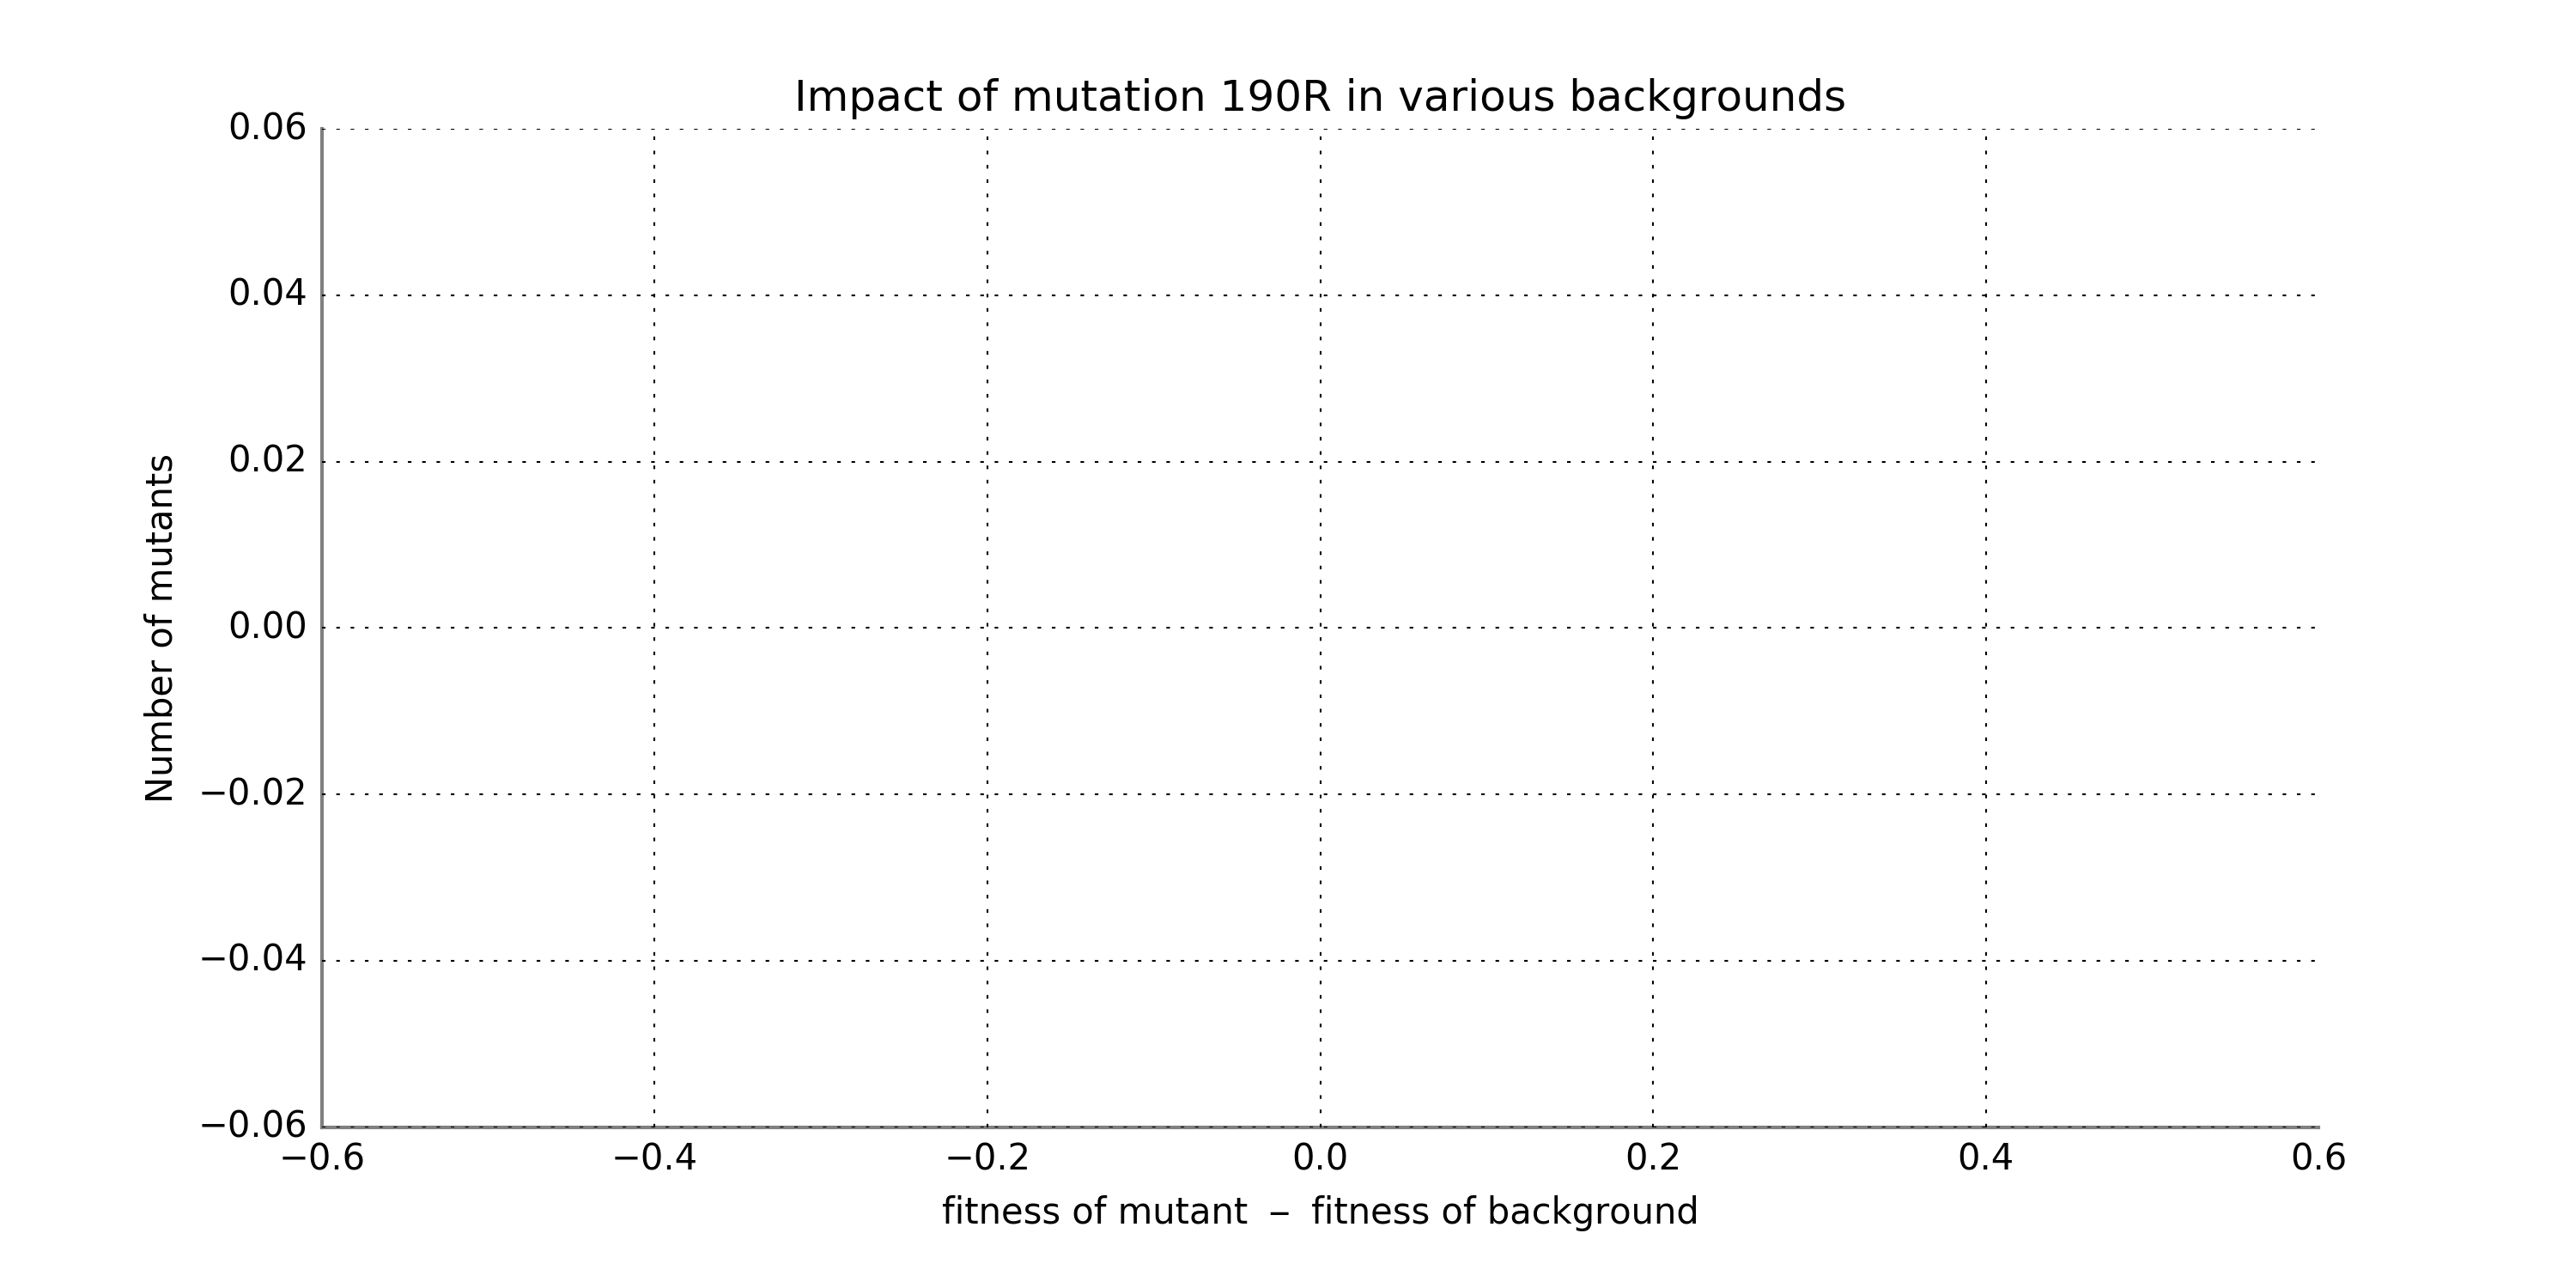 Impact of mutation 190R in various backgrounds
0.06
0.04
0.02
0.00
−0.02
−0.04
−0.06
Number of mutants
−0.6 −0.4 −0.2 0.0 0.2 0.4 0.6
fitness of mutant − fitness of background